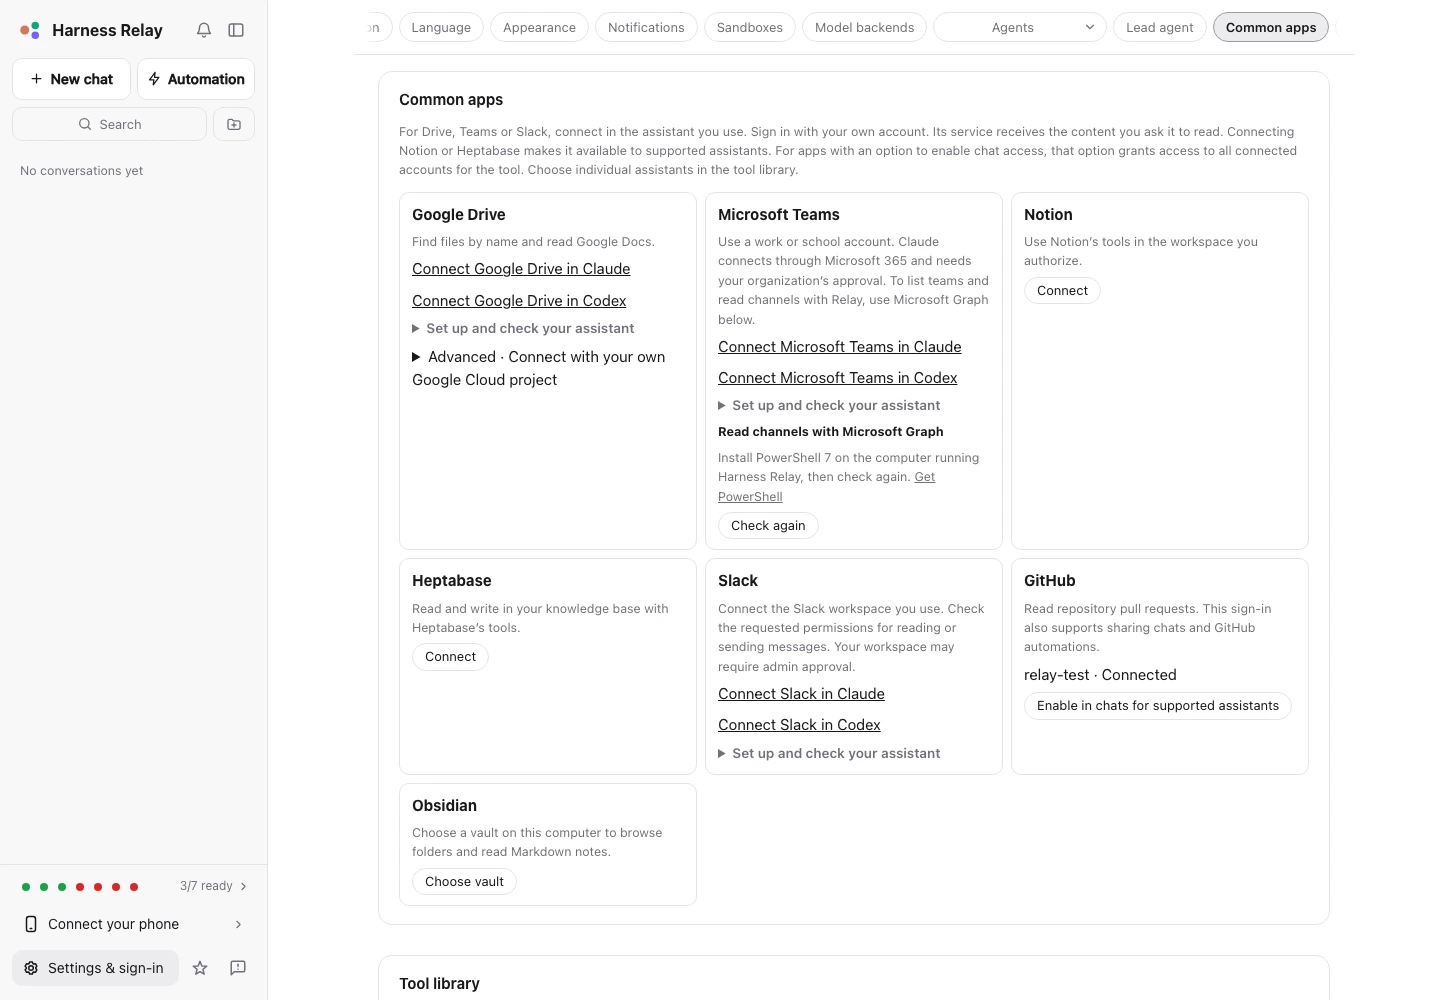 Harness Relay
New chat
Automation
Search
No conversations yet
3/7 ready
Connect your phone
Settings & sign-in
on
Language
Appearance
Notifications
Sandboxes
Model backends
Agents
Lead agent
Common apps
Common apps
For Drive, Teams or Slack, connect in the assistant you use. Sign in with your own account. Its service receives the content you ask it to read. Connecting
Notion or Heptabase makes it available to supported assistants. For apps with an option to enable chat access, that option grants access to all connected
accounts for the tool. Choose individual assistants in the tool library.
Google Drive
Find files by name and read Google Docs.
Connect Google Drive in Claude
Connect Google Drive in Codex
Set up and check your assistant
Advanced · Connect with your own
Google Cloud project
Microsoft Teams
Use a work or school account. Claude
connects through Microsoft 365 and needs
your organization's approval. To list teams and
read channels with Relay, use Microsoft Graph
below.
Connect Microsoft Teams in Claude
Connect Microsoft Teams in Codex
Set up and check your assistant
Read channels with Microsoft Graph
Install PowerShell 7 on the computer running
Harness Relay, then check again. Get
PowerShell
Check again
Notion
Use Notion's tools in the workspace you
authorize.
Connect
Heptabase
Read and write in your knowledge base with
Heptabase's tools.
Connect
Slack
Connect the Slack workspace you use. Check
the requested permissions for reading or
sending messages. Your workspace may
require admin approval.
Connect Slack in Claude
Connect Slack in Codex
Set up and check your assistant
GitHub
Read repository pull requests. This sign-in
also supports sharing chats and GitHub
automations.
relay-test · Connected
Enable in chats for supported assistants
Obsidian
Choose a vault on this computer to browse
folders and read Markdown notes.
Choose vault
Tool library